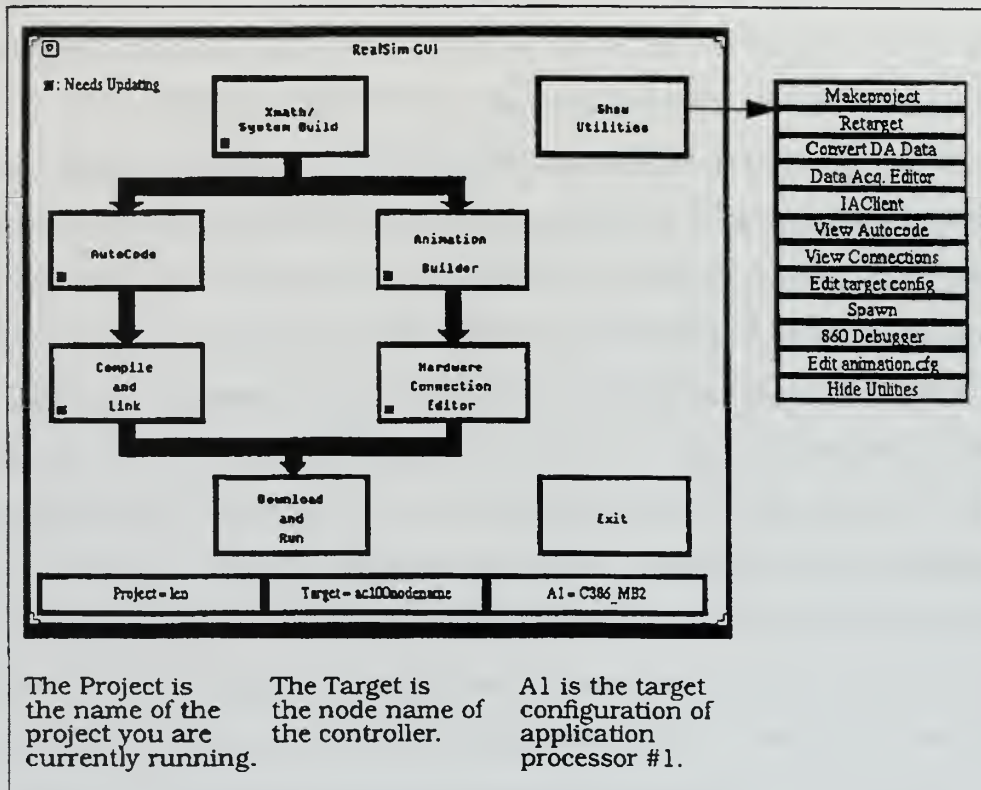 RealSim GUI
: Needs Updating
Xmath/
System Build
Show
Utilities
AutoCode
Animation
Builder
Compile
and
Link
Hardware
Connection
Editor
Download
and
Run
Exit
Project = len
Target = ac100nodename
A1 = C386_MB2
Makeproject
Retarget
Convert DA Data
Data Acq. Editor
IAClient
View Autocode
View Connections
Edit target config
Spawn
860 Debugger
Edit animation.cfg
Hide Utilities
The Project is
the name of the
project you are
currently running.
The Target is
the node name of
the controller.
A1 is the target
configuration of
application
processor #1.